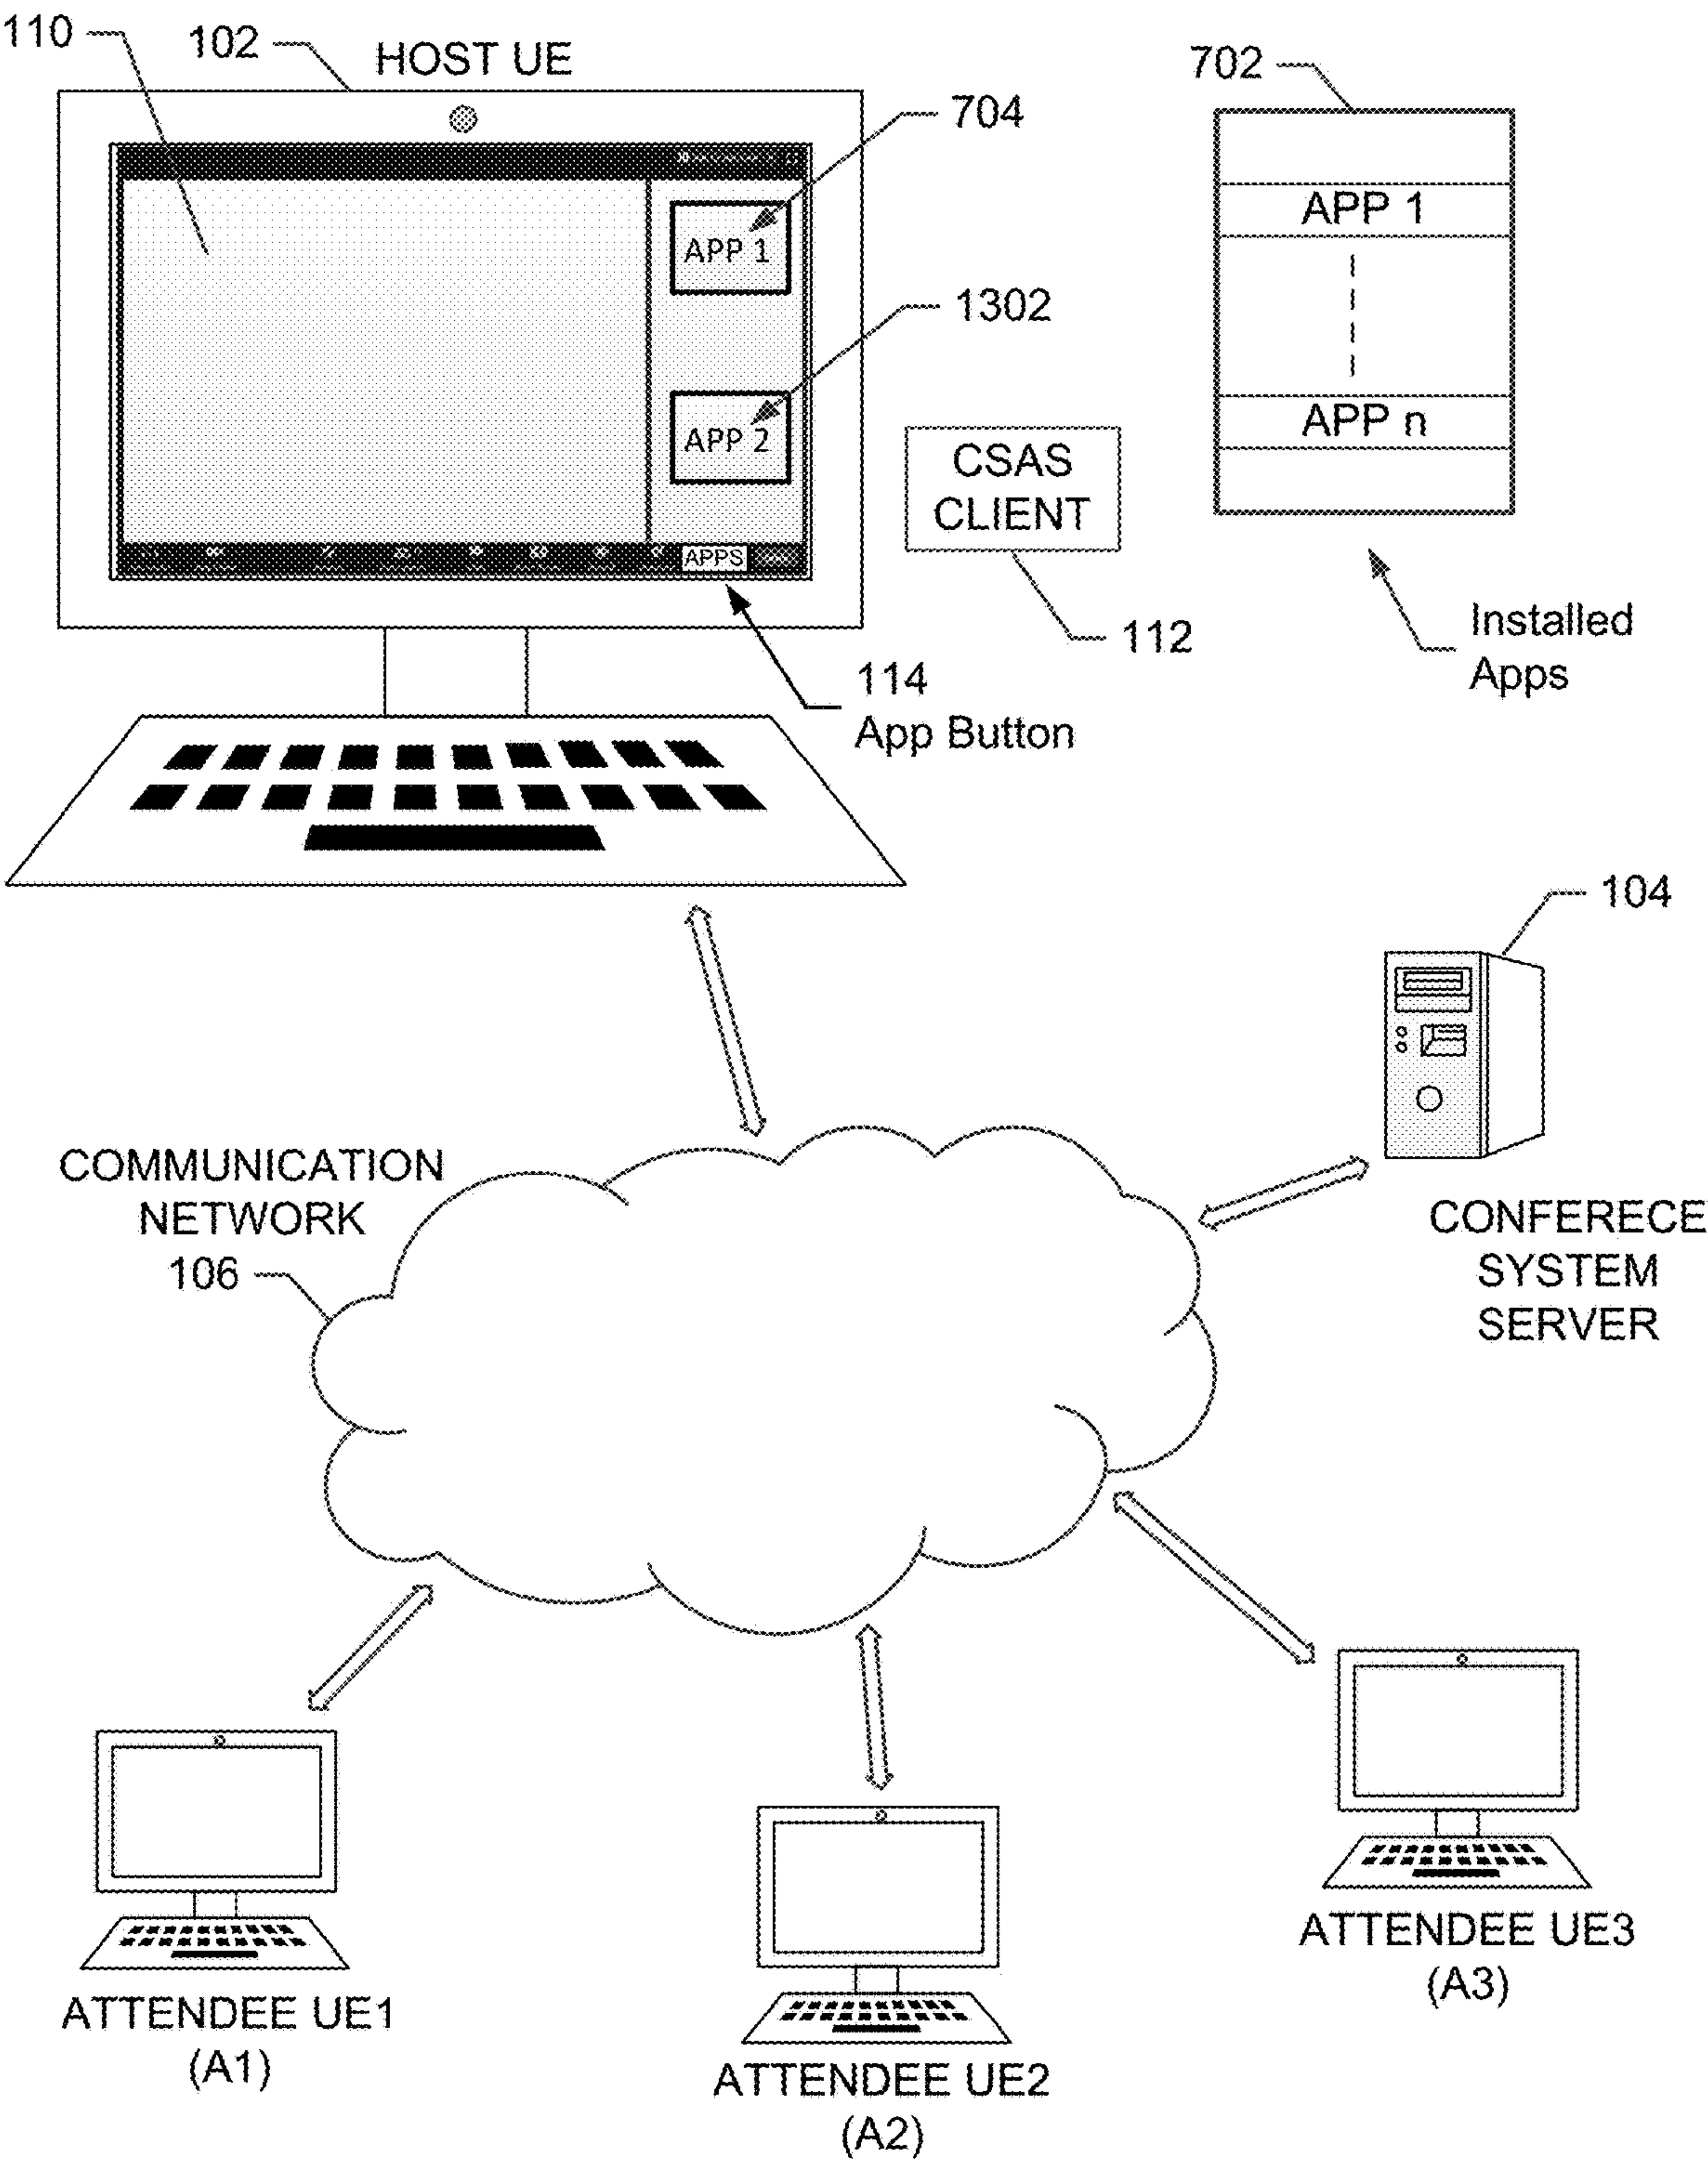 110
102
HOST UE
702
704
APP 1
APP 1
1302
APP 2
APP n
CSAS
CLIENT
APPS
112
Installed
Apps
114
App Button
104
COMMUNICATION
NETWORK
106
CONFERECE
SYSTEM
SERVER
ATTENDEE UE3
(A3)
ATTENDEE UE1
(A1)
ATTENDEE UE2
(A2)